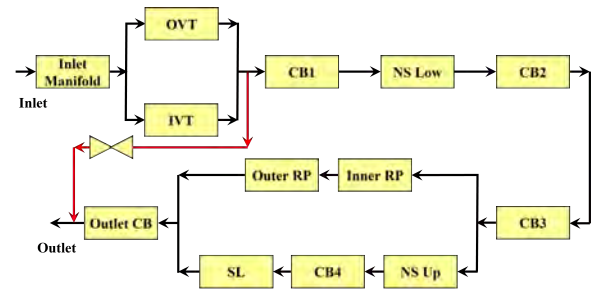 OVT
Inlet
Manifold
CB1
NS Low
CB2
Inlet
IVT
Outer RP
Inner RP
Outlet CB
CB3
Outlet
SL
CB4
NS Up